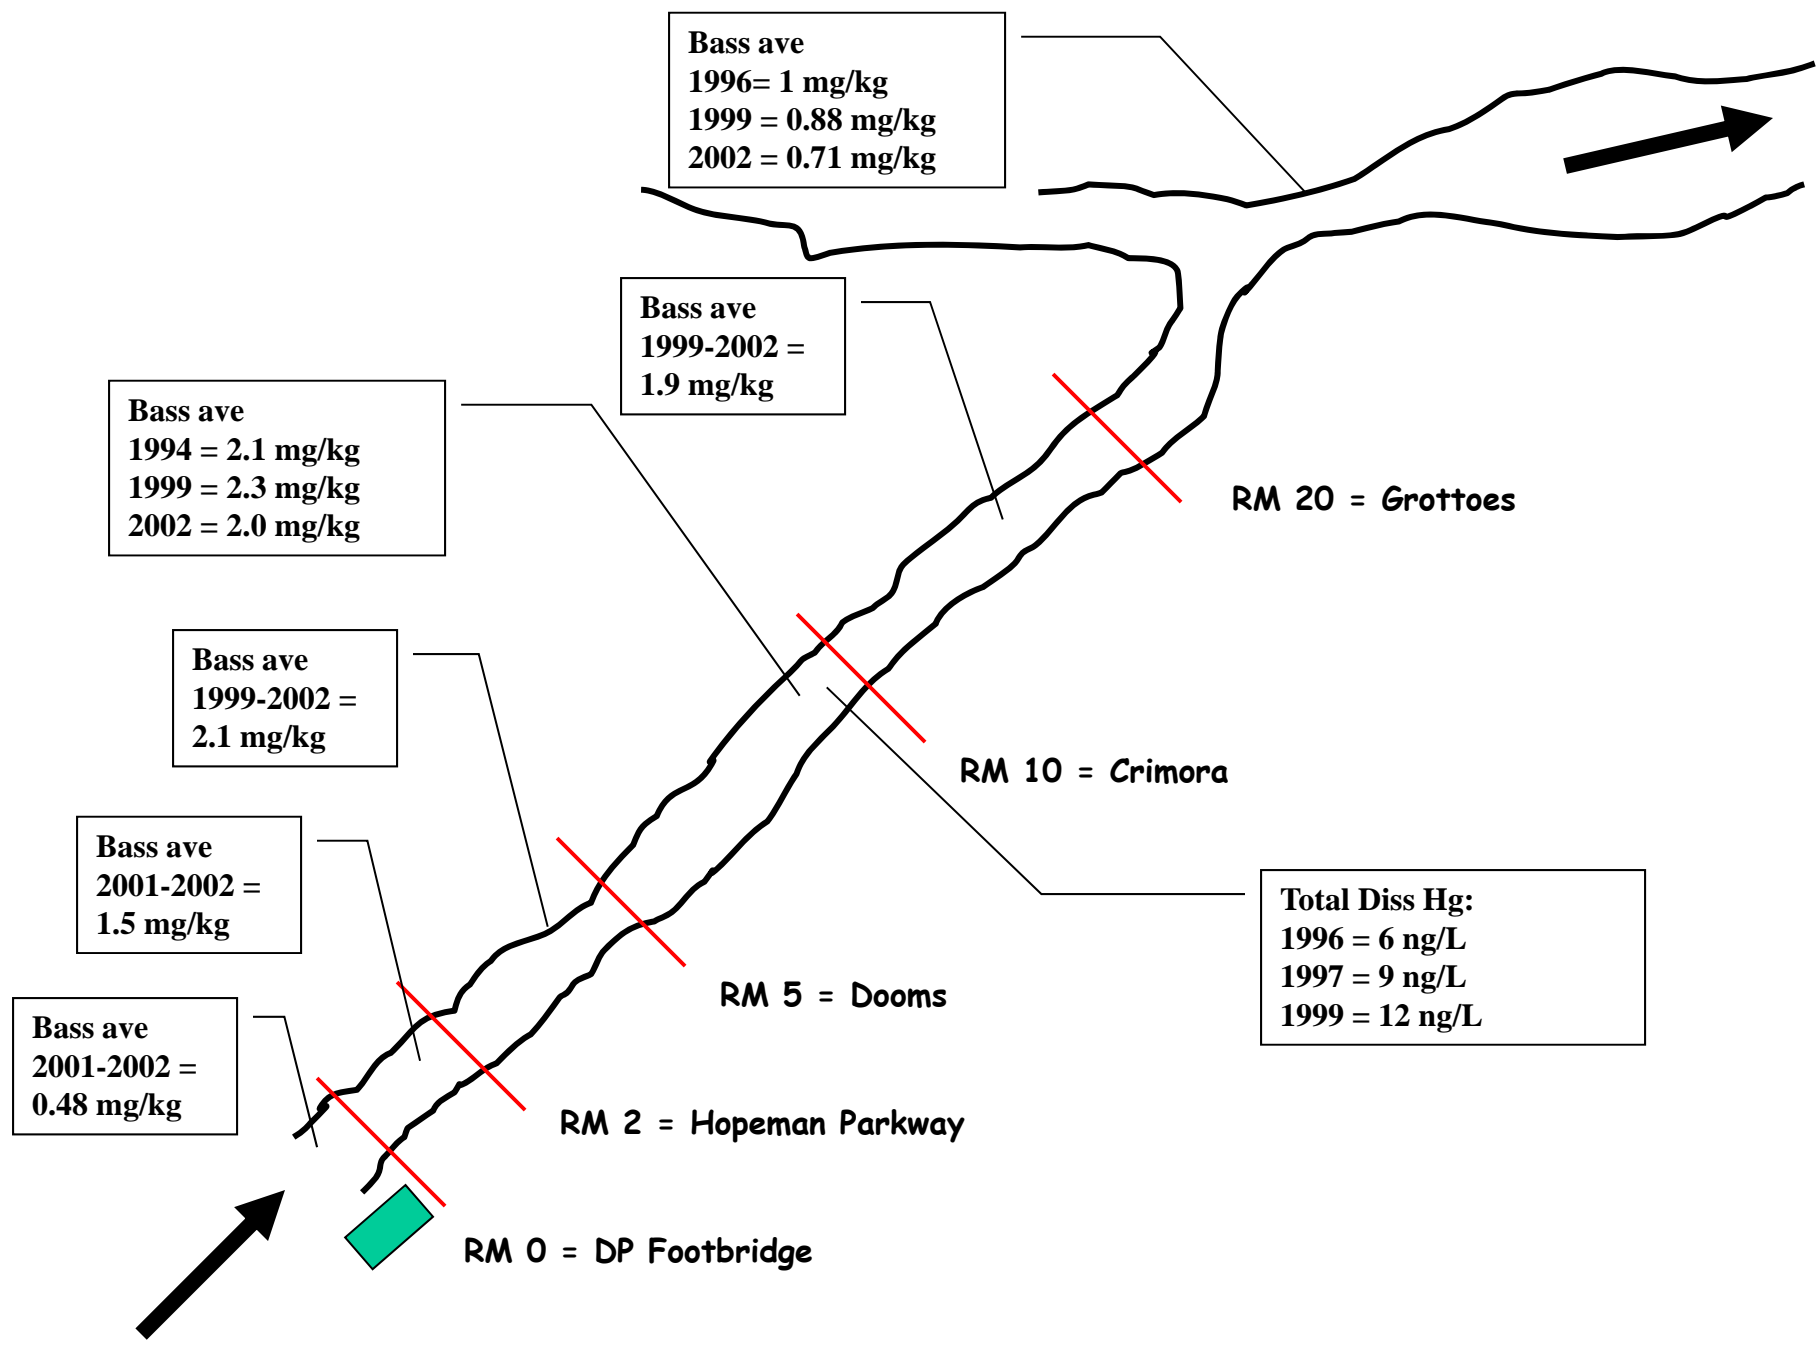 Bass ave
1996= 1 mg/kg
1999 = 0.88 mg/kg
2002 = 0.71 mg/kg
Bass ave
1999-2002 =
1.9 mg/kg
Bass ave
1994 = 2.1 mg/kg
1999 = 2.3 mg/kg
2002 = 2.0 mg/kg
RM 20 = Grottoes
Bass ave
1999-2002 =
2.1 mg/kg
RM 10 = Crimora
Bass ave
2001-2002 =
1.5 mg/kg
Total Diss Hg:
1996 = 6 ng/L
1997 = 9 ng/L
1999 = 12 ng/L
RM 5 = Dooms
Bass ave
2001-2002 =
0.48 mg/kg
RM 2 = Hopeman Parkway
RM 0 = DP Footbridge